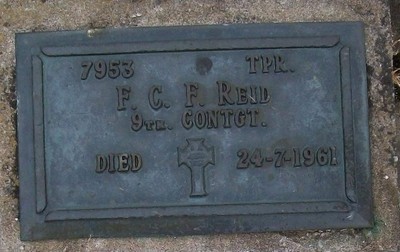 7953 TPR.
F. C. F. REID
9TH. CONTGT.
DIED 24-7-1961